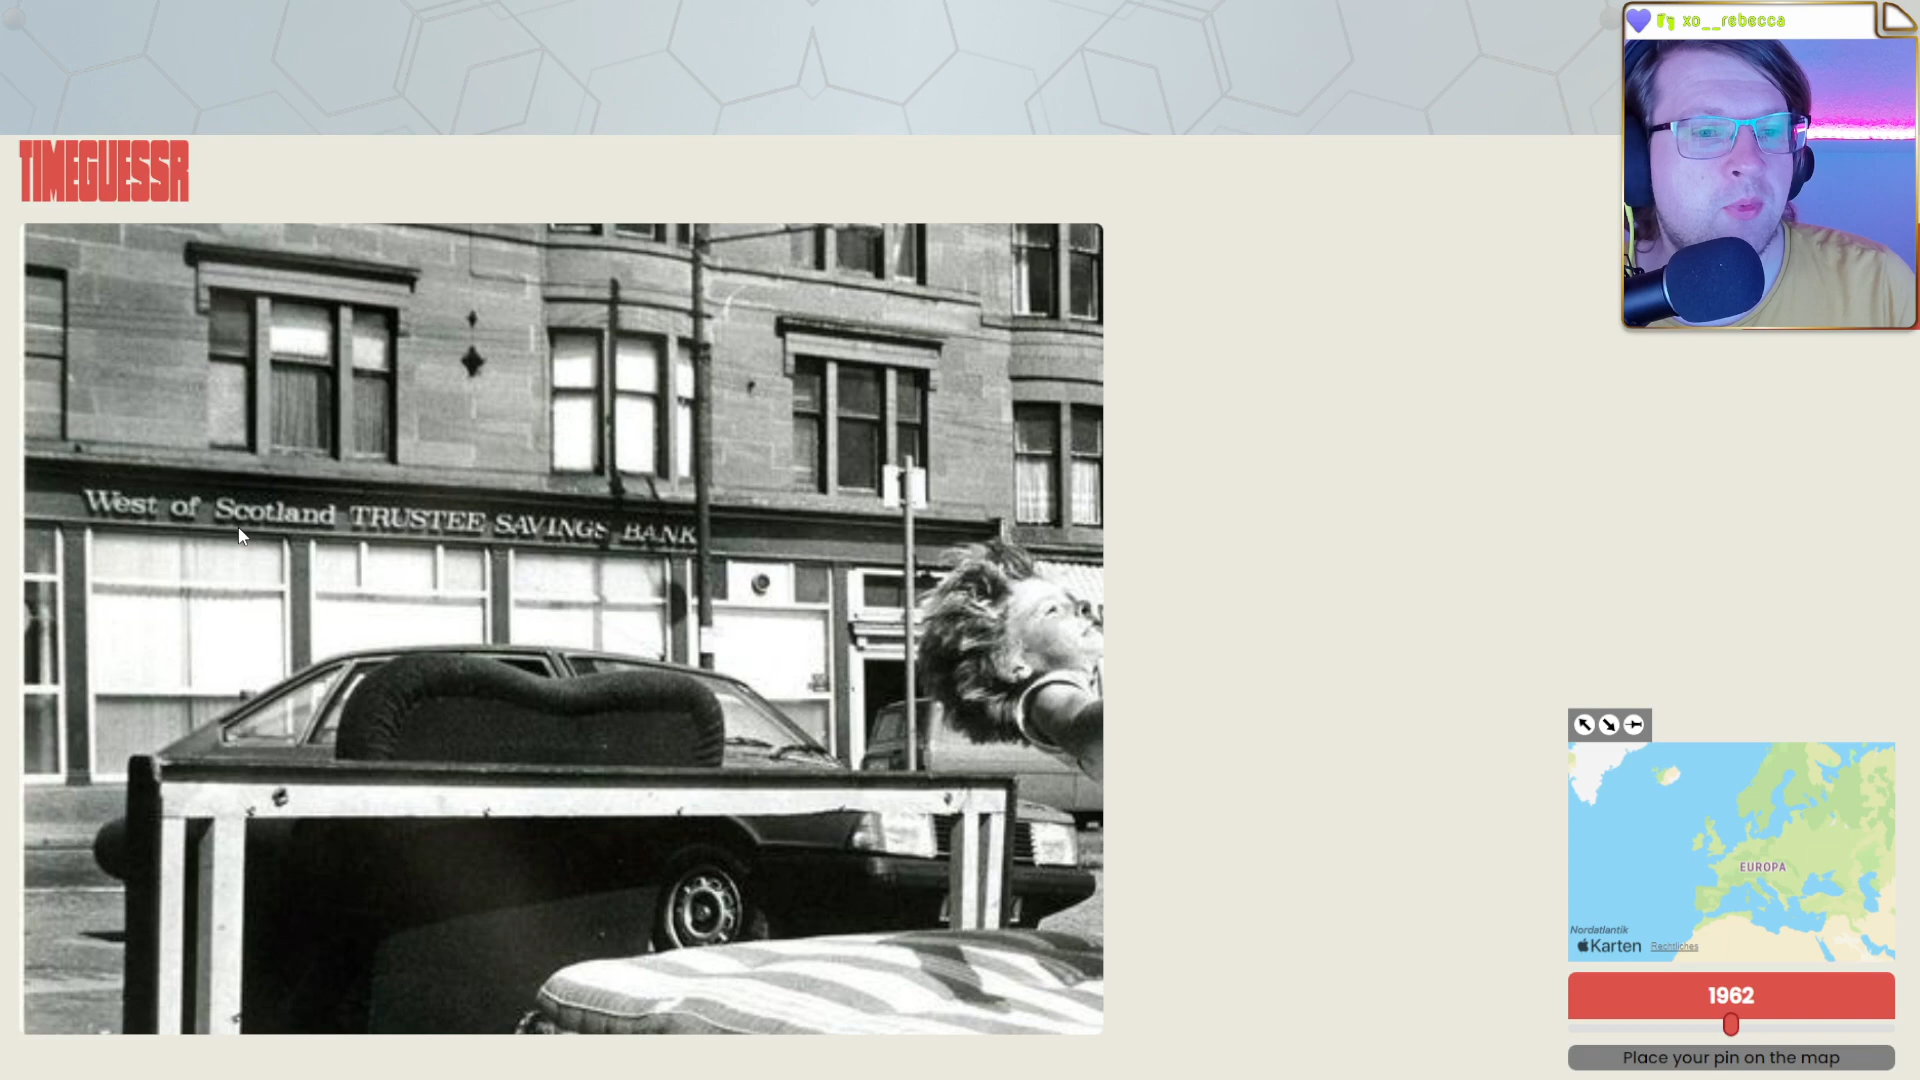 xo__rebecca
TIMEGUESSR
West of Scotland TRUSTEE SAVINGS BANK
EUROPA
Nordatlantik
Karten Rechtliches
1962
Place your pin on the map